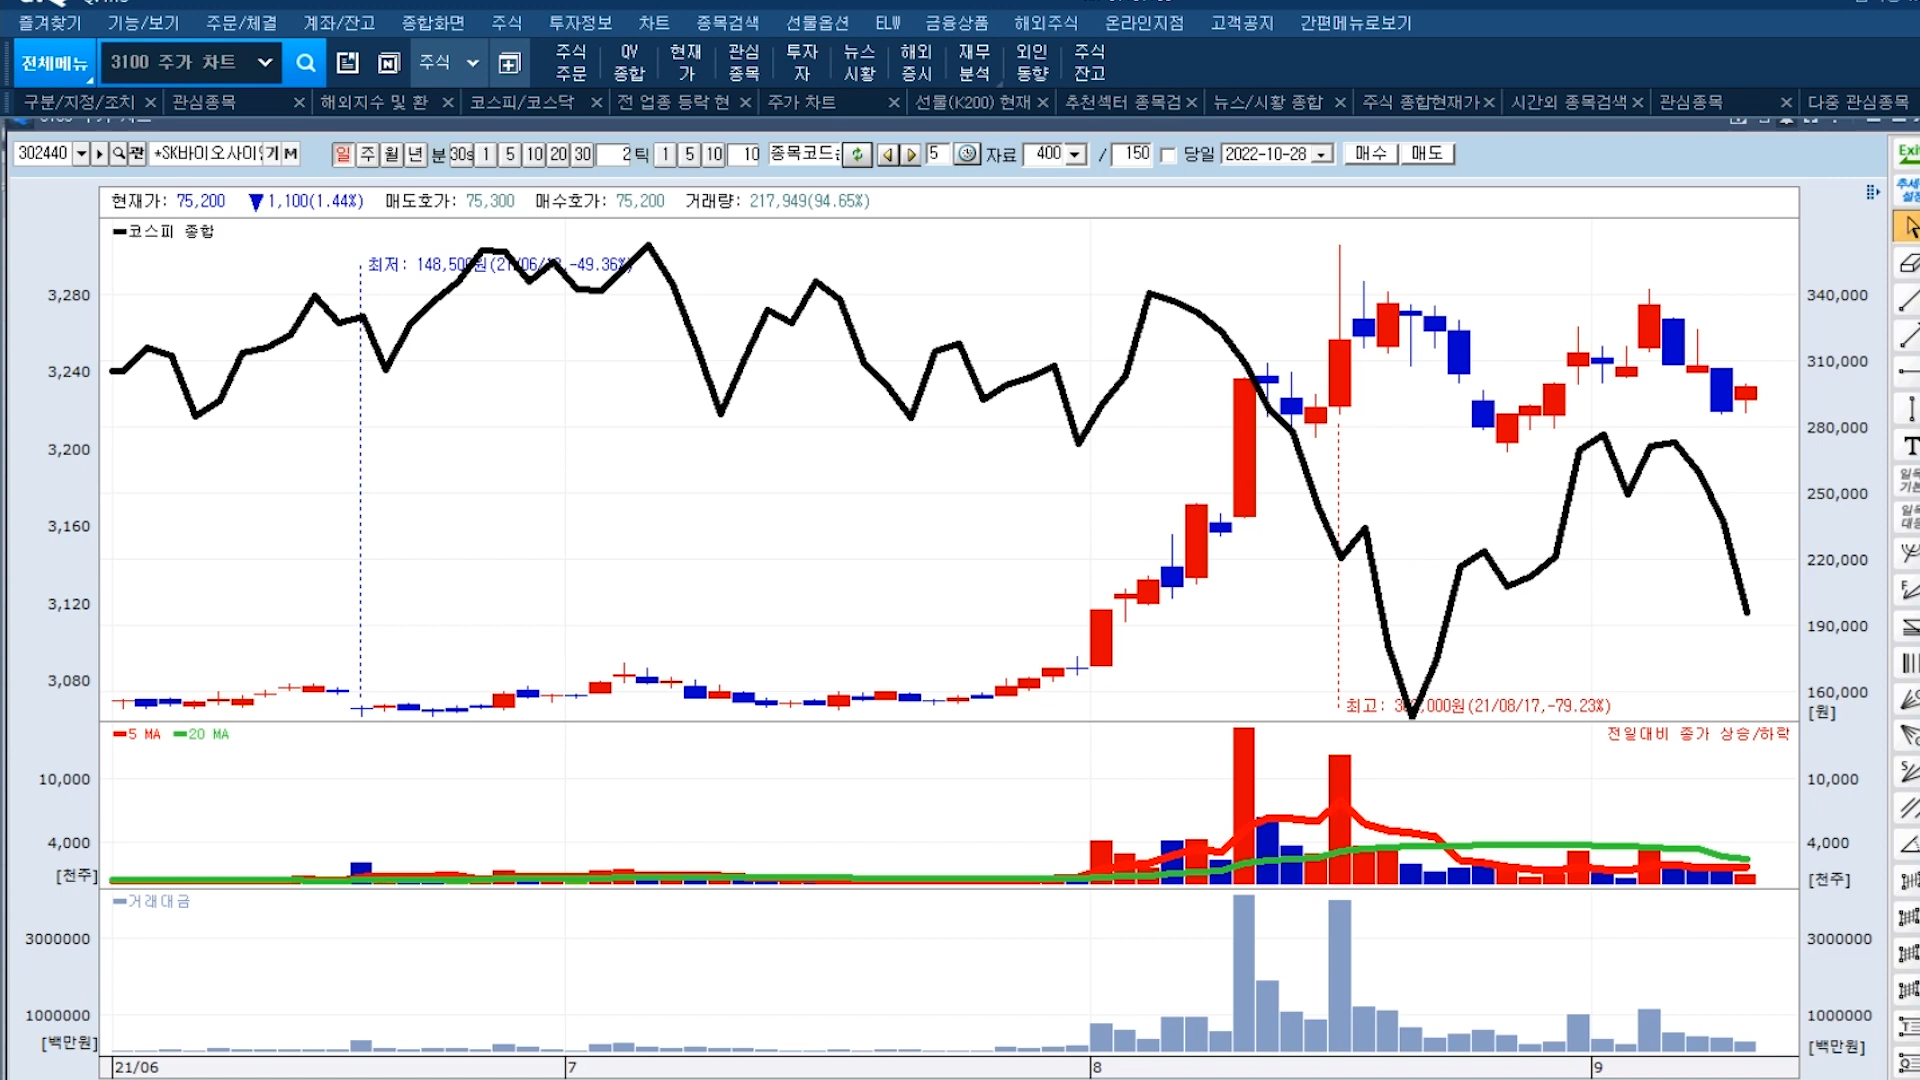 즐겨찾기 기능/보기 주문/체결 계좌/잔고 종합화면 주식 투자정보 차트 종목검색 선물옵션 ELW 금융상품 해외주식 온라인지점 고객공지 간편메뉴로보기
전체메뉴 3100 주가 차트 주식
주식 주문 QV 종합 현재 가 관심 종목 투자 자 뉴스 시황 해외 증시 재무 분석 외인 동향 주식 잔고
구분/지정/조치 관심종목 해외지수 및 환 코스피/코스닥 전 업종 등락 현 주가 차트 선물(K200) 현재 추천섹터 종목검 뉴스/시황 종합 주식 종합현재가 시간외 종목검색 관심종목 다중 관심종목
302440 관 *SK바이오사이 기 M 일 주 월 년 분 30s 1 5 10 20 30 2 틱 1 5 10 10 종목코드 5 자료 400 / 150 당일 2022-10-28 매수 매도
현재가: 75,200 ▼1,100(1.44%) 매도호가: 75,300 매수호가: 75,200 거래량: 217,949(94.65%)
코스피 종합
최저: 148,500원(21/06/ ,-49.36%)
3,280 340,000
3,240 310,000
280,000
3,200
250,000
3,160
220,000
3,120
190,000
3,080
160,000
[원]
최고: ,000원(21/08/17,-79.23%)
5 MA 20 MA 전일대비 종가 상승/하락
10,000 10,000
4,000 4,000
[천주] [천주]
거래대금
3000000 3000000
1000000 1000000
[백만원] [백만원]
21/06 7 8 9